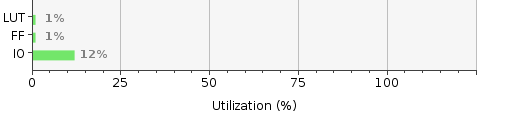 LUT 1%
FF 1%
IO 12%
0 25 50 75 100
Utilization (%)